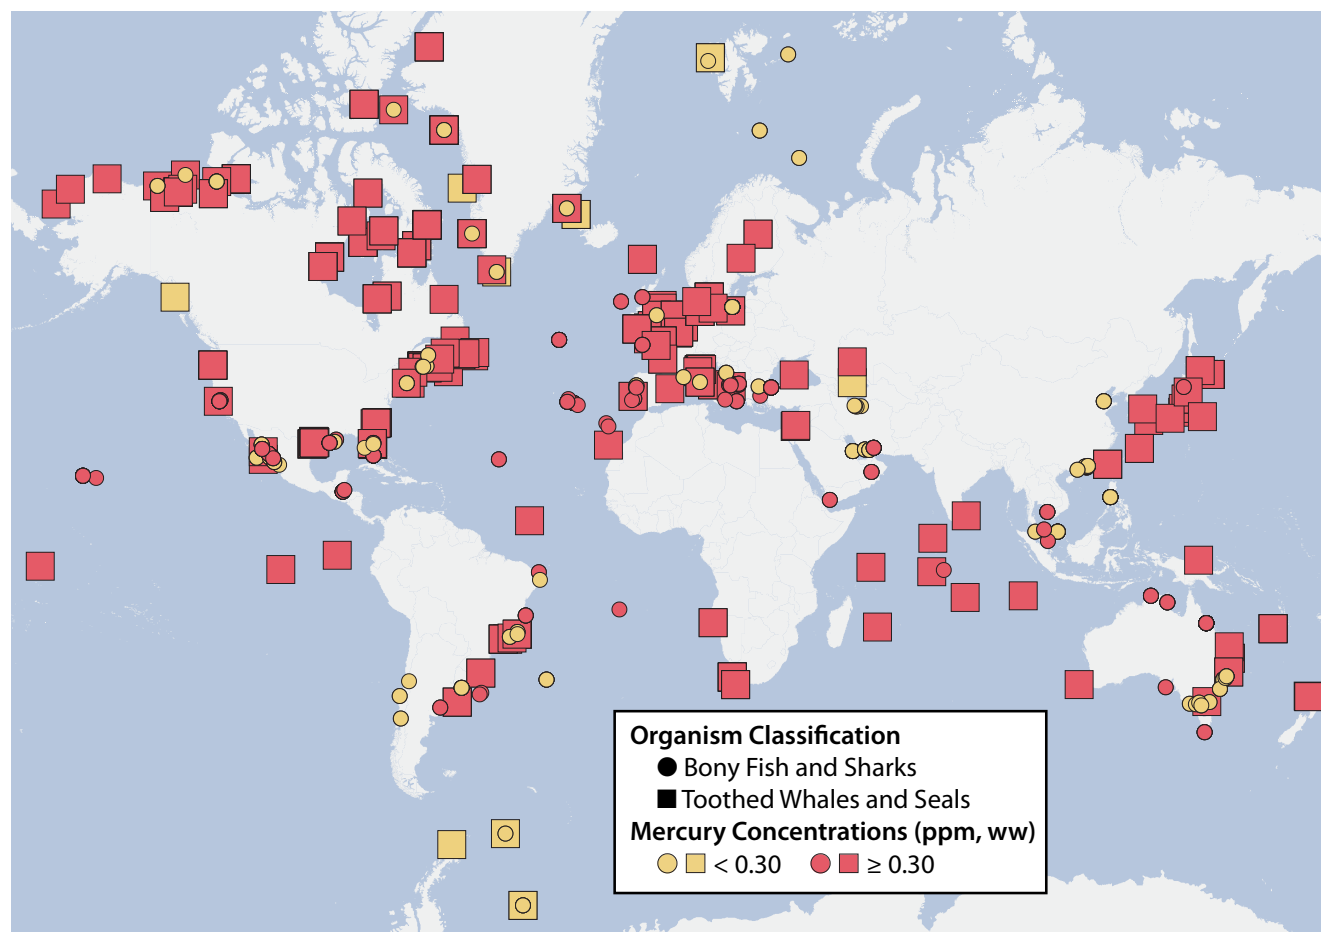 Organism Classification
Bony Fish and Sharks
Toothed Whales and Seals
Mercury Concentrations (ppm, ww)
< 0.30 ≥ 0.30